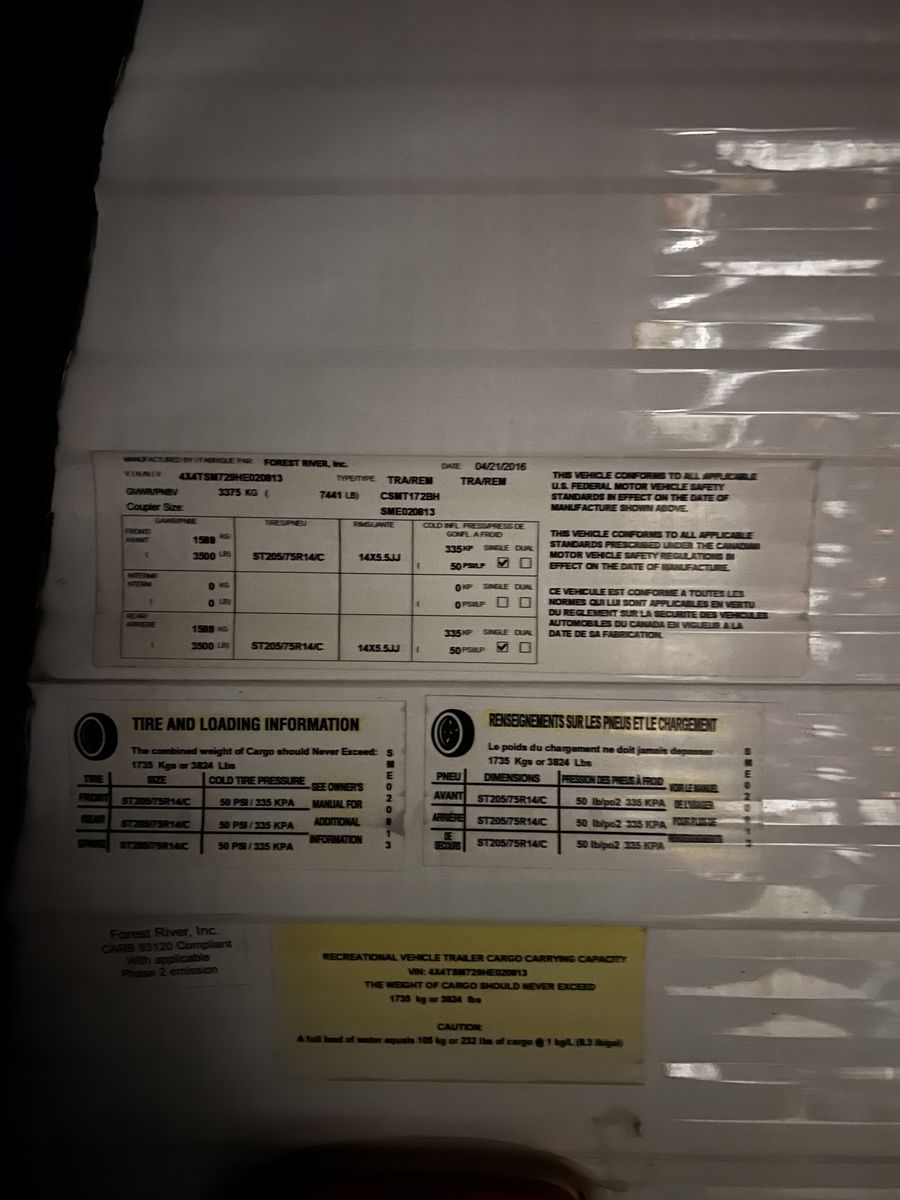 MANUFACTURED BY / FABRIQUE PAR: FOREST RIVER, Inc. DATE 04/21/2016
V.I.N./N.I.V. 4X4TSM729HE020813 TYPE/TYPE TRA/REM TRA/REM
GVWR/PNBV 3375 KG ( 7441 LB) CSMT172BH
Coupler Size: SME020813
GAWR/PNBE TIRES/PNEU RIMS/JANTE COLD INFL. PRESS/PRESS DE GONFL. A FROID
FRONT/ AVANT 1588 KG ( 3500 LB) ST205/75R14/C 14X5.5JJ 335 KP ( 50 PSI/LP SINGLE ☑ DUAL ☐
0 KG ( 0 LB) 0 KP ( 0 PSI/LP SINGLE ☐ DUAL ☐
REAR/ ARRIERE 1588 KG ( 3500 LB) ST205/75R14/C 14X5.5JJ 335 KP ( 50 PSI/LP SINGLE ☑ DUAL ☐
THIS VEHICLE CONFORMS TO ALL APPLICABLE
U.S. FEDERAL MOTOR VEHICLE SAFETY
STANDARDS IN EFFECT ON THE DATE OF
MANUFACTURE SHOWN ABOVE.
THIS VEHICLE CONFORMS TO ALL APPLICABLE
STANDARDS PRESCRIBED UNDER THE CANADIAN
MOTOR VEHICLE SAFETY REGULATIONS IN
EFFECT ON THE DATE OF MANUFACTURE.
CE VEHICULE EST CONFORME A TOUTES LES
NORMES QUI LUI SONT APPLICABLES EN VERTU
DU REGLEMENT SUR LA SECURITE DES VEHICULES
AUTOMOBILES DU CANADA EN VIGUEUR A LA
DATE DE SA FABRICATION.
TIRE AND LOADING INFORMATION
The combined weight of Cargo should Never Exceed:
1735 Kgs or 3824 Lbs
TIRE SIZE COLD TIRE PRESSURE
FRONT ST205/75R14/C 50 PSI / 335 KPA
REAR ST205/75R14/C 50 PSI / 335 KPA
SPARE ST205/75R14/C 50 PSI / 335 KPA
SEE OWNER'S
MANUAL FOR
ADDITIONAL
INFORMATION
SME020813
RENSEIGNEMENTS SUR LES PNEUS ET LE CHARGEMENT
Le poids du chargement ne doit jamais depasser
1735 Kgs or 3824 Lbs
PNEU DIMENSIONS PRESSION DES PNEUS À FROID
AVANT ST205/75R14/C 50 lb/po2 335 KPA
ARRIÈRE ST205/75R14/C 50 lb/po2 335 KPA
DE SECOURS ST205/75R14/C 50 lb/po2 335 KPA
VOIR LE MANUEL
DE L'USAGER
POUR PLUS DE
SME020813
Forest River, Inc.
CARB 93120 Compliant
With applicable
Phase 2 emission
RECREATIONAL VEHICLE TRAILER CARGO CARRYING CAPACITY
VIN: 4X4TSM729HE020813
THE WEIGHT OF CARGO SHOULD NEVER EXCEED
1735 kg or 3824 lbs
CAUTION:
A full load of water equals 105 kg or 232 lbs of cargo @ 1 kg/L (8.3 lb/gal)